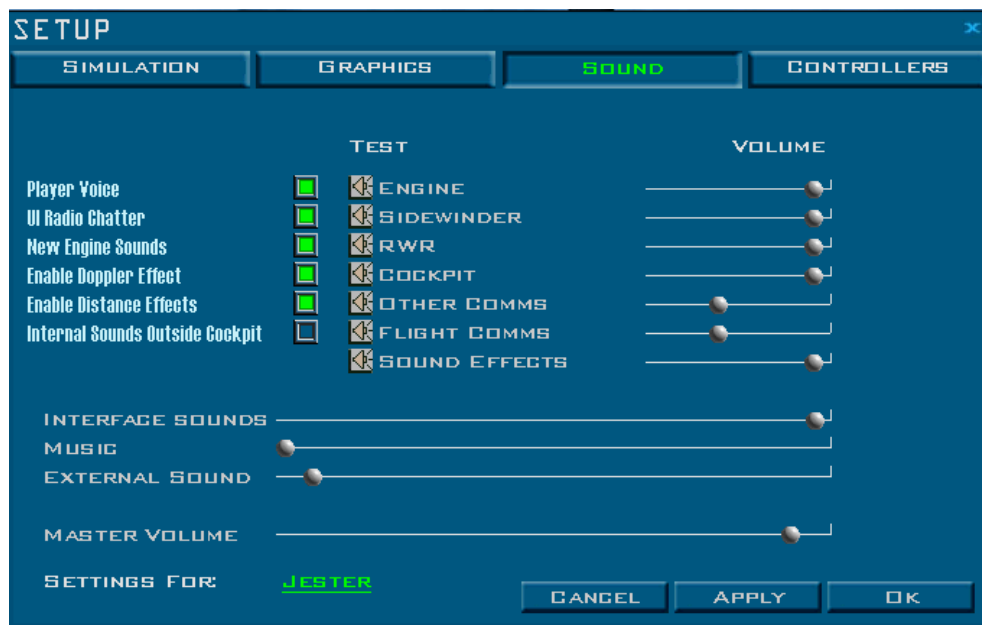 SETUP x
SIMULATION GRAPHICS SOUND CONTROLLERS
TEST VOLUME
Player Voice ENGINE
UI Radio Chatter SIDEWINDER
New Engine Sounds RWR
Enable Doppler Effect COCKPIT
Enable Distance Effects OTHER COMMS
Internal Sounds Outside Cockpit FLIGHT COMMS
SOUND EFFECTS
INTERFACE SOUNDS
MUSIC
EXTERNAL SOUND
MASTER VOLUME
SETTINGS FOR: JESTER
CANCEL APPLY OK